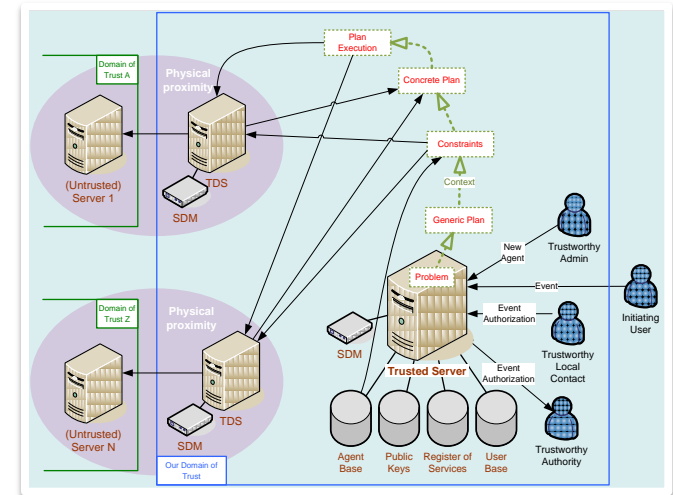 Plan
Execution
Domain of
Trust A
Physical
proximity
Concrete Plan
Constraints
(Untrusted)
Server 1
TDS
SDM
Context
Generic Plan
New
Agent
Trustworthy
Admin
Problem
Event
Initiating
User
Domain of
Trust Z
Physical
proximity
Event
Authorization
SDM
Trusted Server
Trustworthy
Local
Contact
Event
Authorization
(Untrusted)
Server N
TDS
SDM
Agent
Base
Public
Keys
Register of
Services
User
Base
Trustworthy
Authority
Our Domain of
Trust